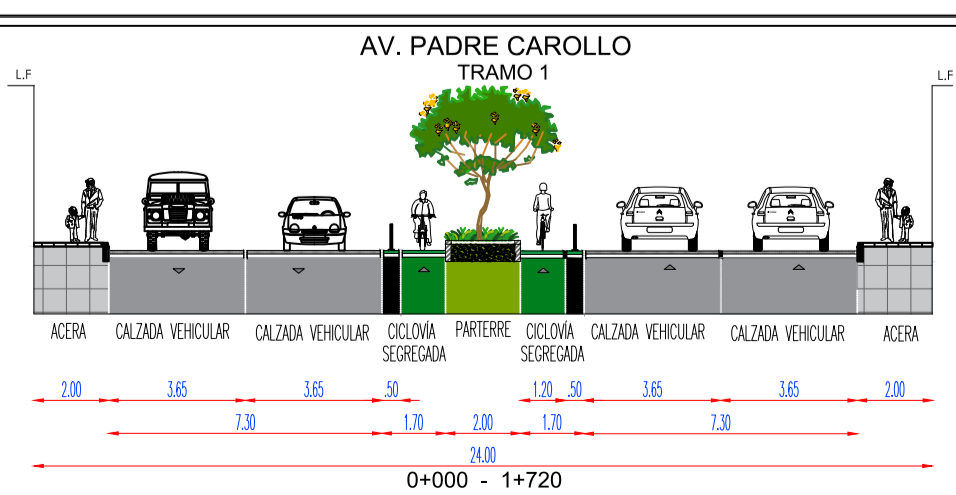 AV. PADRE CAROLLO
TRAMO 1
L.F L.F
ACERA CALZADA VEHICULAR CALZADA VEHICULAR CICLOVÍA SEGREGADA PARTERRE CICLOVÍA SEGREGADA CALZADA VEHICULAR CALZADA VEHICULAR ACERA
2.00 3.65 3.65 .50 1.20 .50 3.65 3.65 2.00
7.30 1.70 2.00 1.70 7.30
24.00
0+000 - 1+720